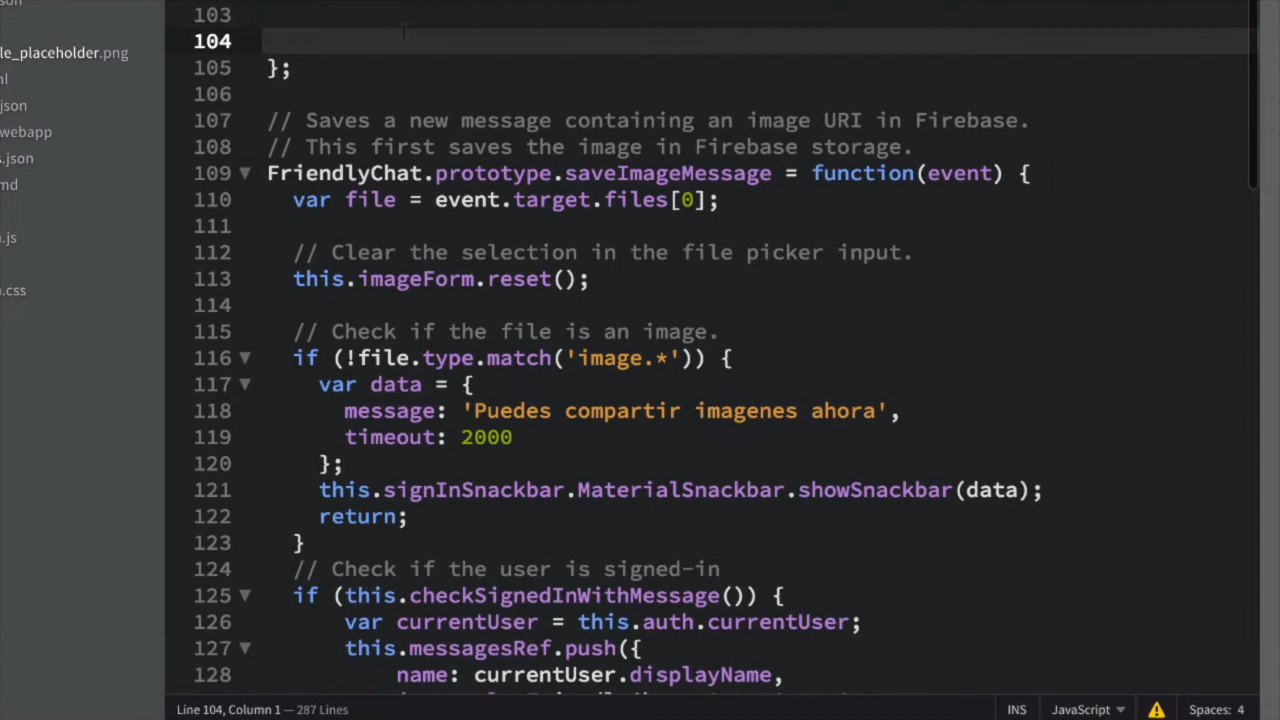 103
le_placeholder.png
104
105 };
json
106
webapp
107 // Saves a new message containing an image URI in Firebase.
s.json
108 // This first saves the image in Firebase storage.
md
109 ▼ FriendlyChat.prototype.saveImageMessage = function(event) {
110 var file = event.target.files[0];
111
n.js
112 // Clear the selection in the file picker input.
113 this.imageForm.reset();
n.css
114
115 // Check if the file is an image.
116 ▼ if (!file.type.match('image.*')) {
117 ▼ var data = {
118 message: 'Puedes compartir imagenes ahora',
119 timeout: 2000
120 };
121 this.signInSnackbar.MaterialSnackbar.showSnackbar(data);
122 return;
123 }
124 // Check if the user is signed-in
125 ▼ if (this.checkSignedInWithMessage()) {
126 var currentUser = this.auth.currentUser;
127 ▼ this.messagesRef.push({
128 name: currentUser.displayName,
Line 104, Column 1 — 287 Lines INS JavaScript ▼ Spaces: 4